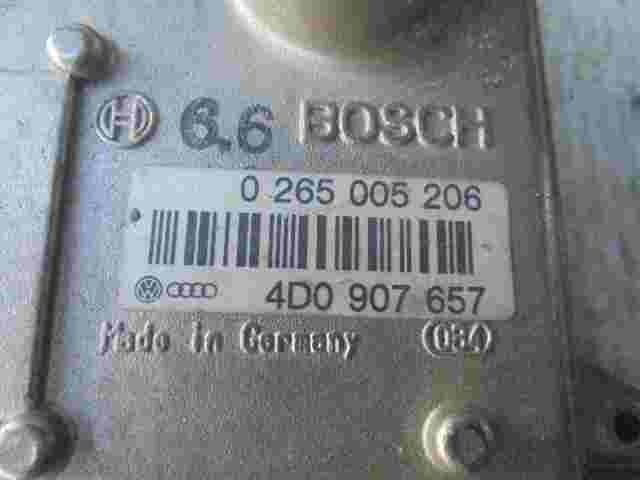 6.6 BOSCH
0 265 005 206
4D0 907 657
Made in Germany (034)